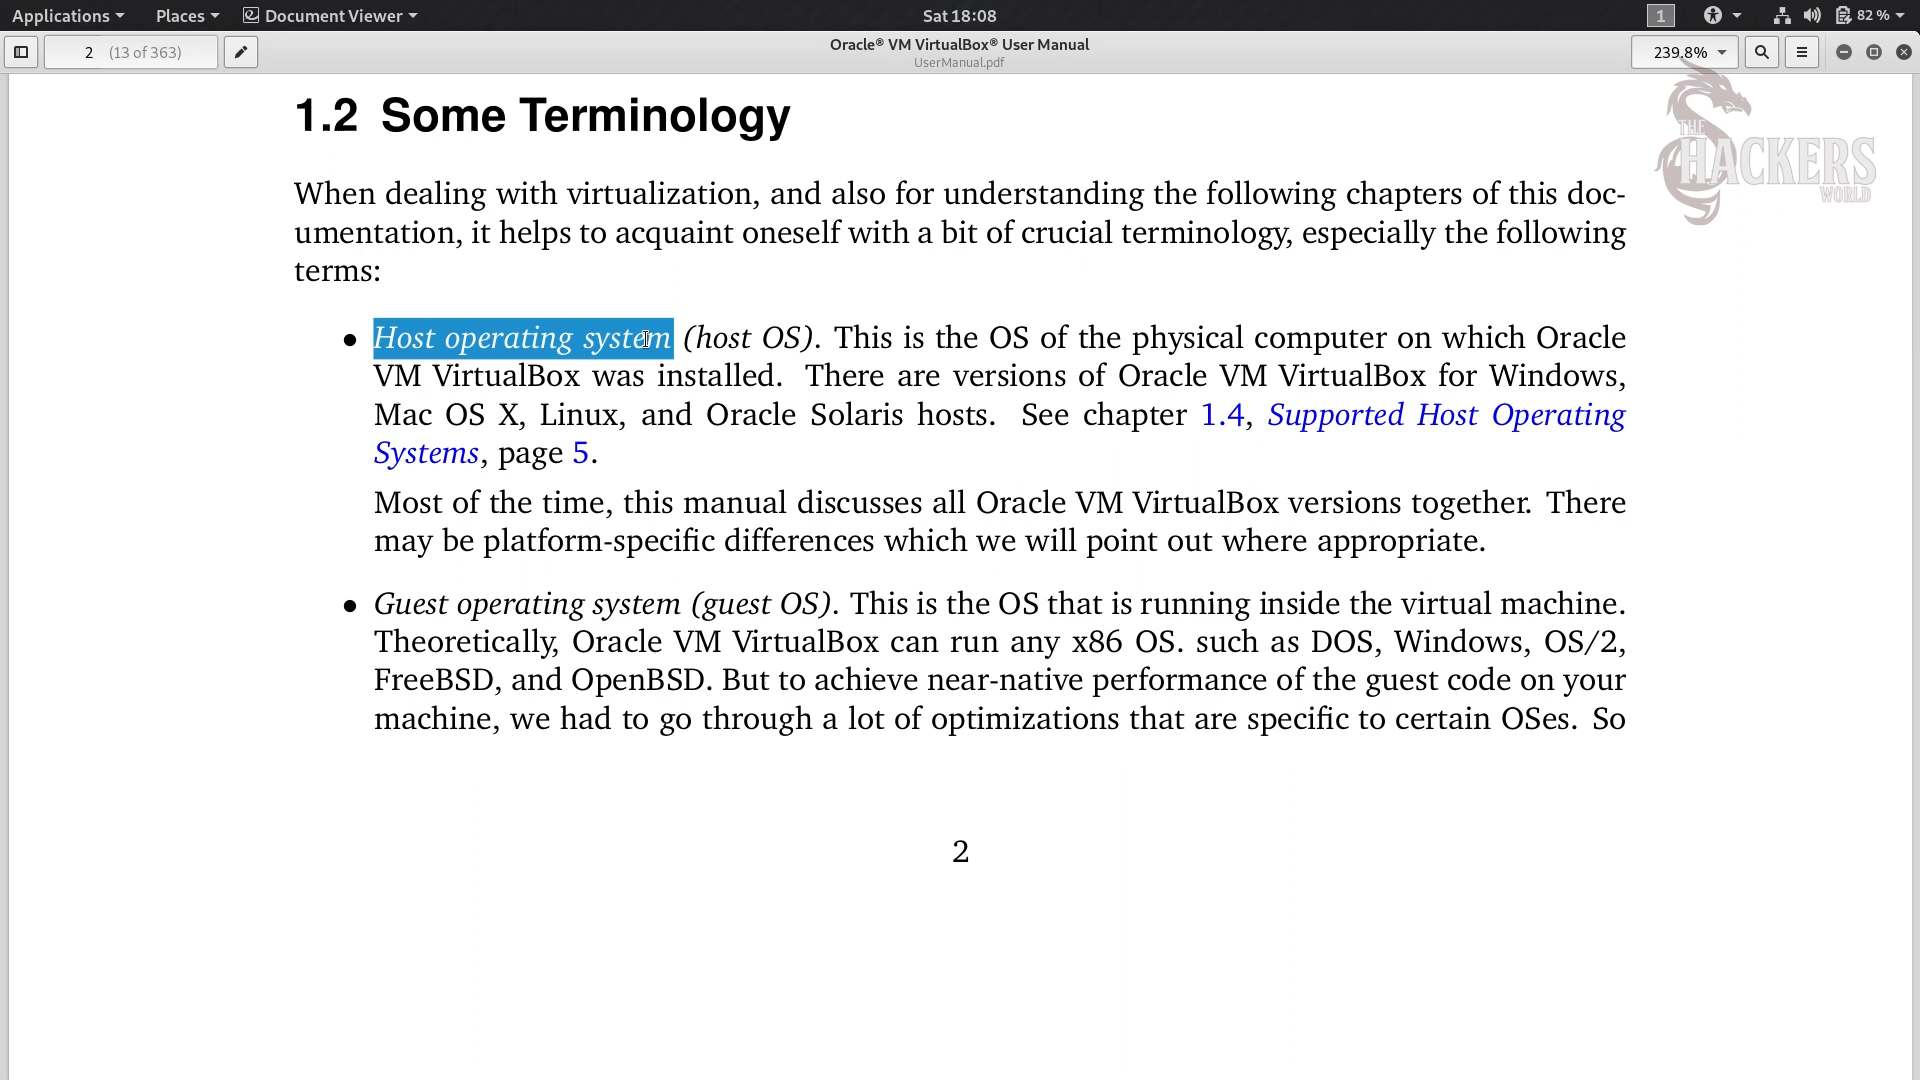 Applications Places Document Viewer Sat 18:08 1 82 %
2 (13 of 363) Oracle® VM VirtualBox® User Manual 239.8%
UserManual.pdf
THE
HACKERS
WORLD
1.2 Some Terminology
When dealing with virtualization, and also for understanding the following chapters of this doc-
umentation, it helps to acquaint oneself with a bit of crucial terminology, especially the following
terms:
• Host operating system (host OS). This is the OS of the physical computer on which Oracle
VM VirtualBox was installed. There are versions of Oracle VM VirtualBox for Windows,
Mac OS X, Linux, and Oracle Solaris hosts. See chapter 1.4, Supported Host Operating
Systems, page 5.
Most of the time, this manual discusses all Oracle VM VirtualBox versions together. There
may be platform-specific differences which we will point out where appropriate.
• Guest operating system (guest OS). This is the OS that is running inside the virtual machine.
Theoretically, Oracle VM VirtualBox can run any x86 OS. such as DOS, Windows, OS/2,
FreeBSD, and OpenBSD. But to achieve near-native performance of the guest code on your
machine, we had to go through a lot of optimizations that are specific to certain OSes. So
2